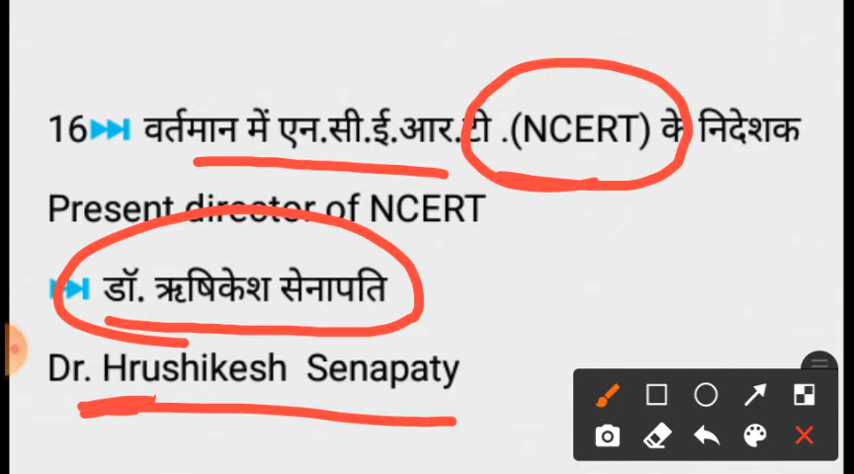 16⏭ वर्तमान में एन.सी.ई.आर.टी .(NCERT) के निदेशक
Present director of NCERT
⏭ डॉ. ऋषिकेश सेनापति
Dr. Hrushikesh Senapaty